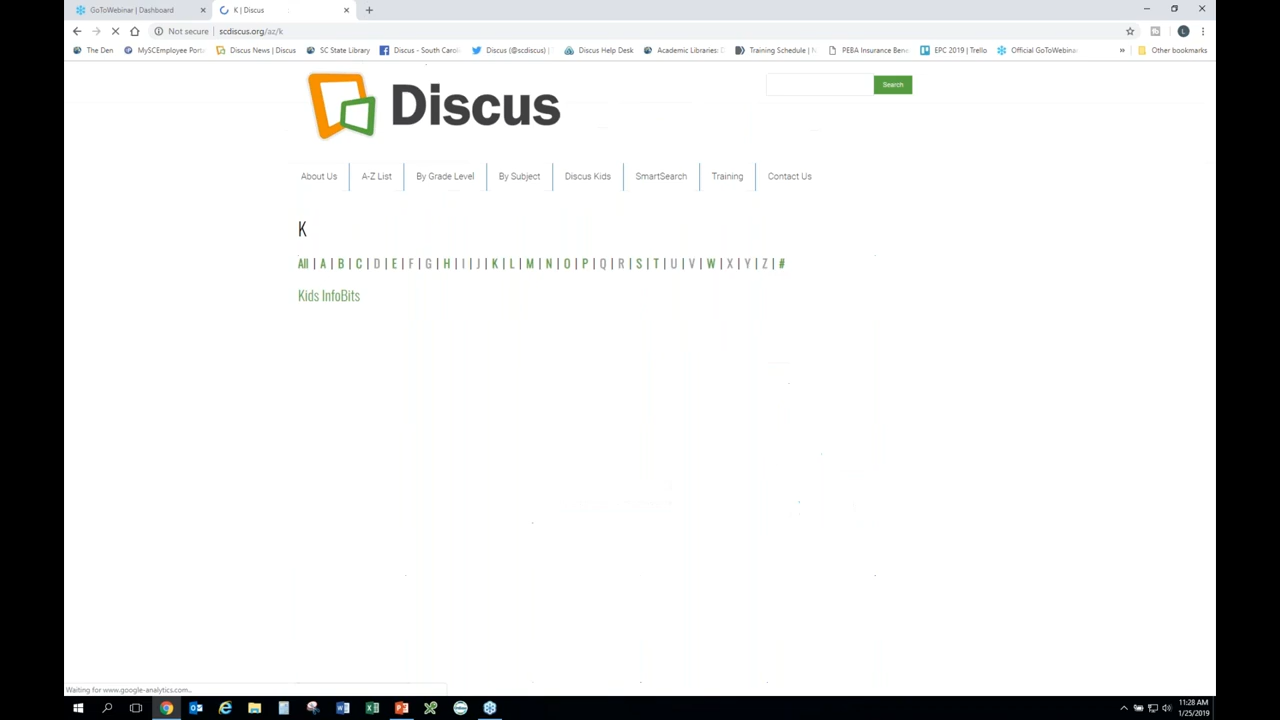 GoToWebinar | Dashboard
K | Discus
Not secure | scdiscus.org/az/k
The Den
MySCEmployee Port
Discus News | Discus
SC State Library
Discus - South Carol
Discus (@scdiscus) |
Discus Help Desk
Academic Libraries:
Training Schedule |
PEBA Insurance Bene
EPC 2019 | Trello
Official GoToWebinar
»
Other bookmarks
Discus
Search
About Us
A-Z List
By Grade Level
By Subject
Discus Kids
SmartSearch
Training
Contact Us
K
All | A | B | C | D | E | F | G | H | I | J | K | L | M | N | O | P | Q | R | S | T | U | V | W | X | Y | Z | #
Kids InfoBits
Waiting for www.google-analytics.com...
11:28 AM
1/25/2019